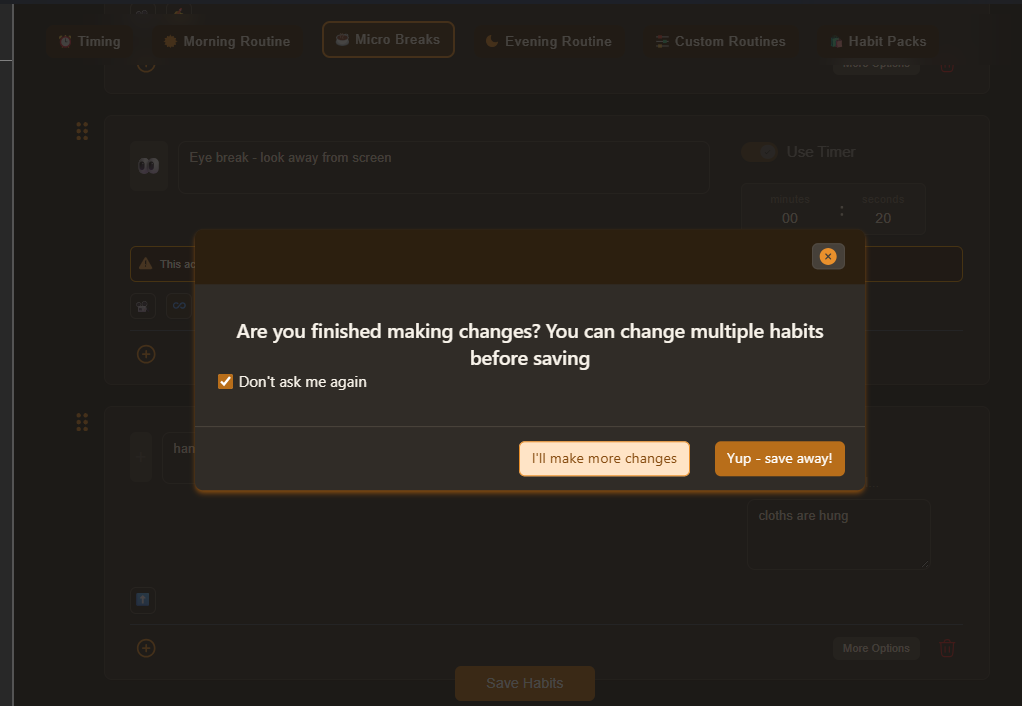 Timing
Morning Routine
Micro Breaks
Evening Routine
Custom Routines
Habit Packs
More Options
Eye break - look away from screen
Use Timer
minutes
seconds
00 : 20
This
Are you finished making changes? You can change multiple habits
before saving
Don't ask me again
I'll make more changes
Yup - save away!
cloths are hung
More Options
Save Habits